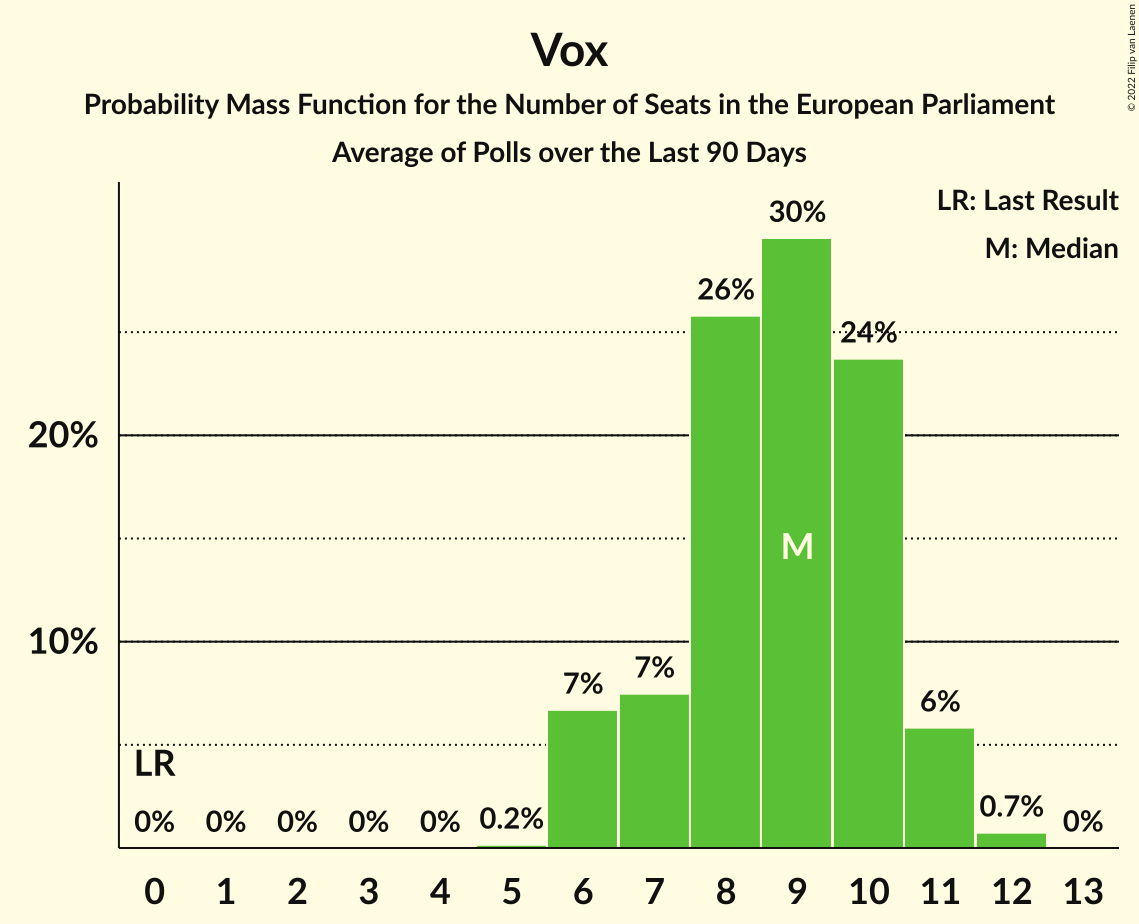 Vox
Probability Mass Function for the Number of Seats in the European Parliament
Average of Polls over the Last 90 Days
© 2022 Filip van Laenen
LR: Last Result
M: Median
30%
26%
24%
20%
M
10%
7%
7%
6%
LR
0%
0%
0%
0%
0%
0.2%
0.7%
0%
0 1 2 3 4 5 6 7 8 9 10 11 12 13